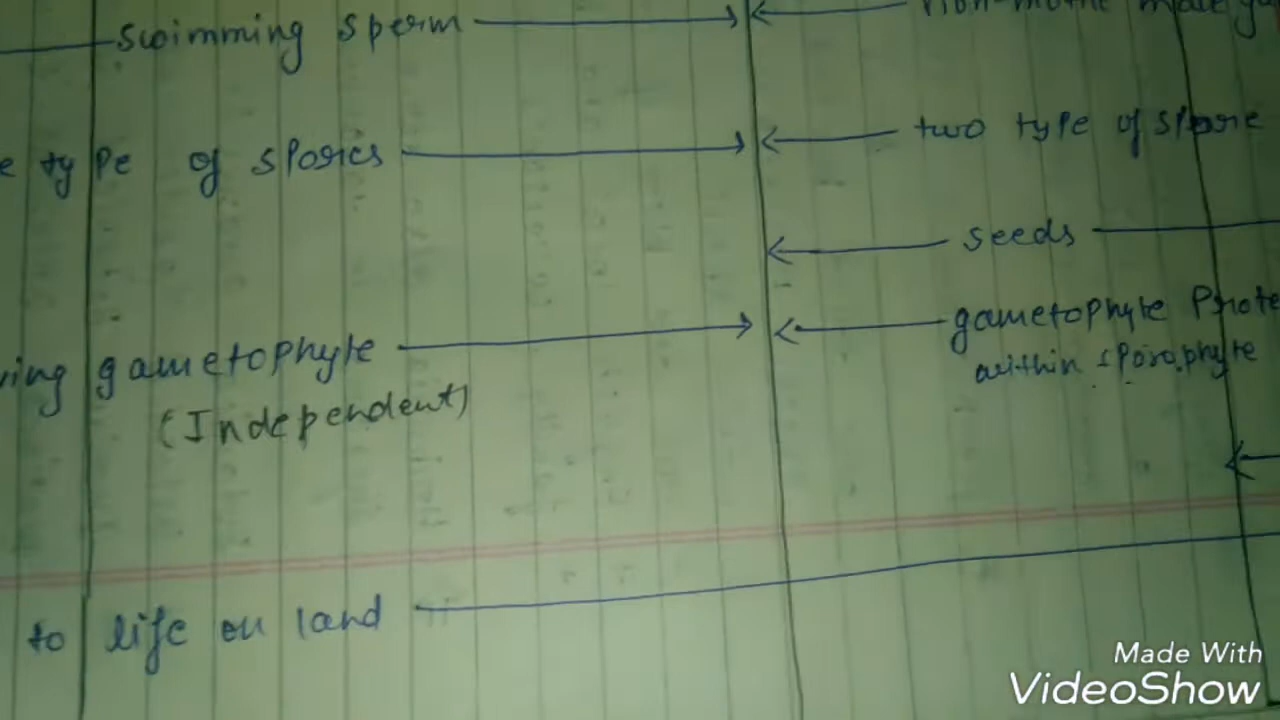 swimming sperm
type of spores
two type of spore
seeds
gametophyte
gametophyte
(Independent)
within sporophyte
to life on land
Made With
VideoShow